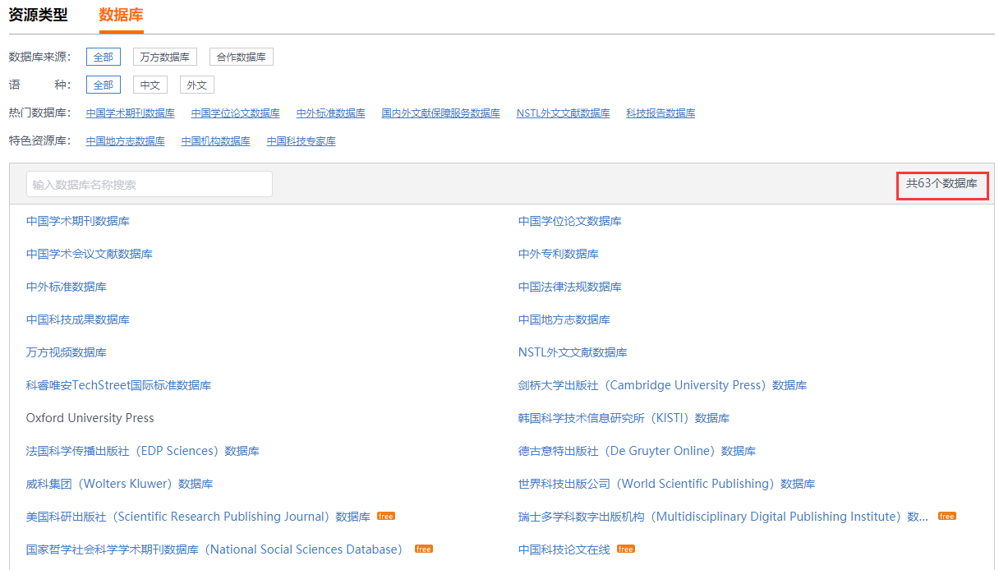 资源类型 数据库
数据库来源： 全部 万方数据库 合作数据库
语 种： 全部 中文 外文
热门数据库： 中国学术期刊数据库 中国学位论文数据库 中外标准数据库 国内外文献保障服务数据库 NSTL外文文献数据库 科技报告数据库
特色资源库： 中国地方志数据库 中国机构数据库 中国科技专家库
输入数据库名称搜索 共63个数据库
中国学术期刊数据库 中国学位论文数据库
中国学术会议文献数据库 中外专利数据库
中外标准数据库 中国法律法规数据库
中国科技成果数据库 中国地方志数据库
万方视频数据库 NSTL外文文献数据库
科睿唯安TechStreet国际标准数据库 剑桥大学出版社（Cambridge University Press）数据库
Oxford University Press 韩国科学技术信息研究所（KISTI）数据库
法国科学传播出版社（EDP Sciences）数据库 德古意特出版社（De Gruyter Online）数据库
威科集团（Wolters Kluwer）数据库 世界科技出版公司（World Scientific Publishing）数据库
美国科研出版社（Scientific Research Publishing Journal）数据库 free 瑞士多学科数字出版机构（Multidisciplinary Digital Publishing Institute）数... free
国家哲学社会科学学术期刊数据库（National Social Sciences Database） free 中国科技论文在线 free